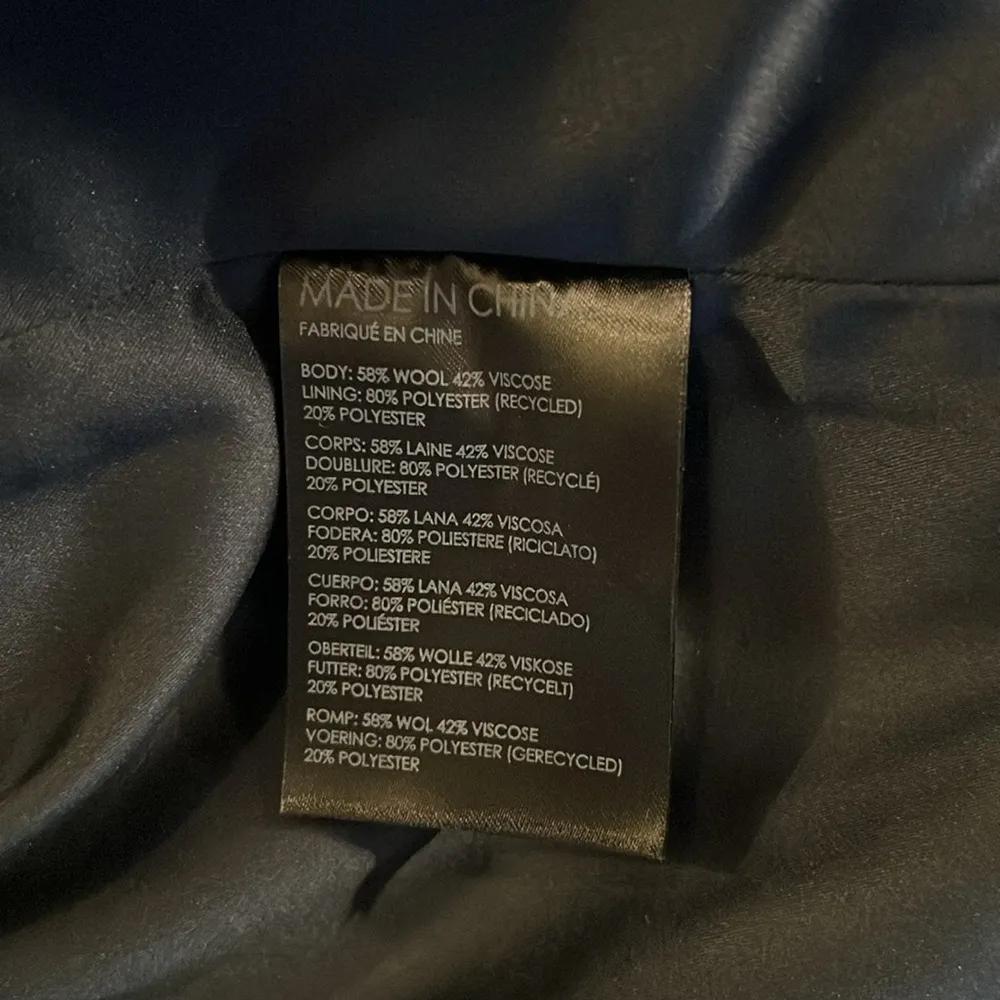 MADE IN CHINA
FABRIQUÉ EN CHINE
BODY: 58% WOOL 42% VISCOSE
LINING: 80% POLYESTER (RECYCLED)
20% POLYESTER
CORPS: 58% LAINE 42% VISCOSE
DOUBLURE: 80% POLYESTER (RECYCLÉ)
20% POLYESTER
CORPO: 58% LANA 42% VISCOSA
FODERA: 80% POLIESTERE (RICICLATO)
20% POLIESTERE
CUERPO: 58% LANA 42% VISCOSA
FORRO: 80% POLIÉSTER (RECICLADO)
20% POLIÉSTER
OBERTEIL: 58% WOLLE 42% VISKOSE
FUTTER: 80% POLYESTER (RECYCELT)
20% POLYESTER
ROMP: 58% WOL 42% VISCOSE
VOERING: 80% POLYESTER (GERECYCLED)
20% POLYESTER